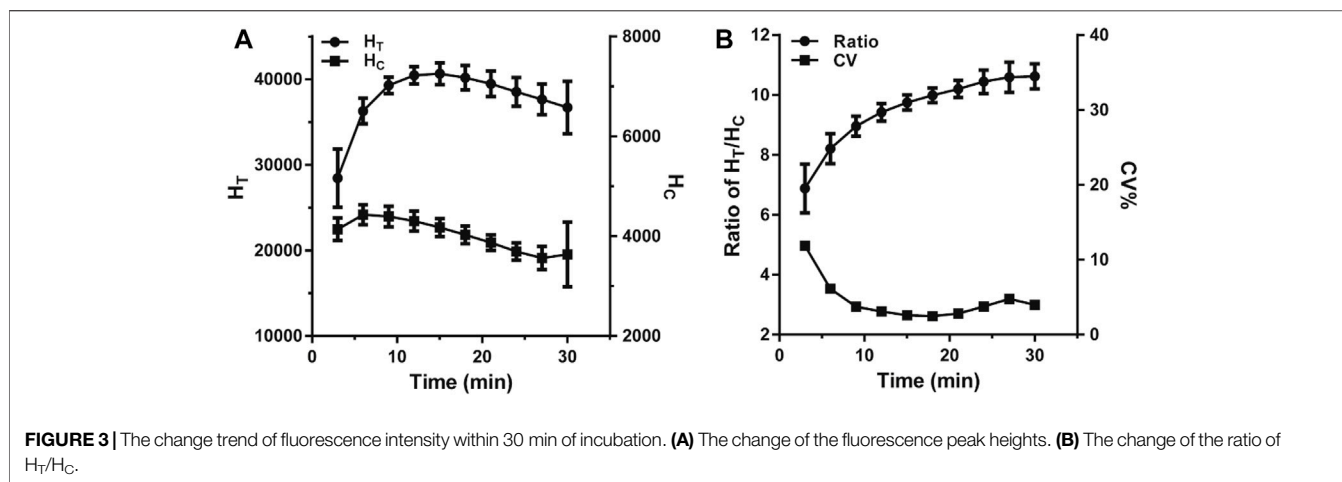 A
H_T
H_C
40000
30000
20000
10000
H_T
8000
6000
4000
2000
H_C
0 10 20 30
Time (min)
B
Ratio
CV
12
10
8
6
4
2
Ratio of H_T/H_C
40
30
20
10
0
CV%
0 10 20 30
Time (min)
FIGURE 3 | The change trend of fluorescence intensity within 30 min of incubation. (A) The change of the fluorescence peak heights. (B) The change of the ratio of
H_T/H_C.